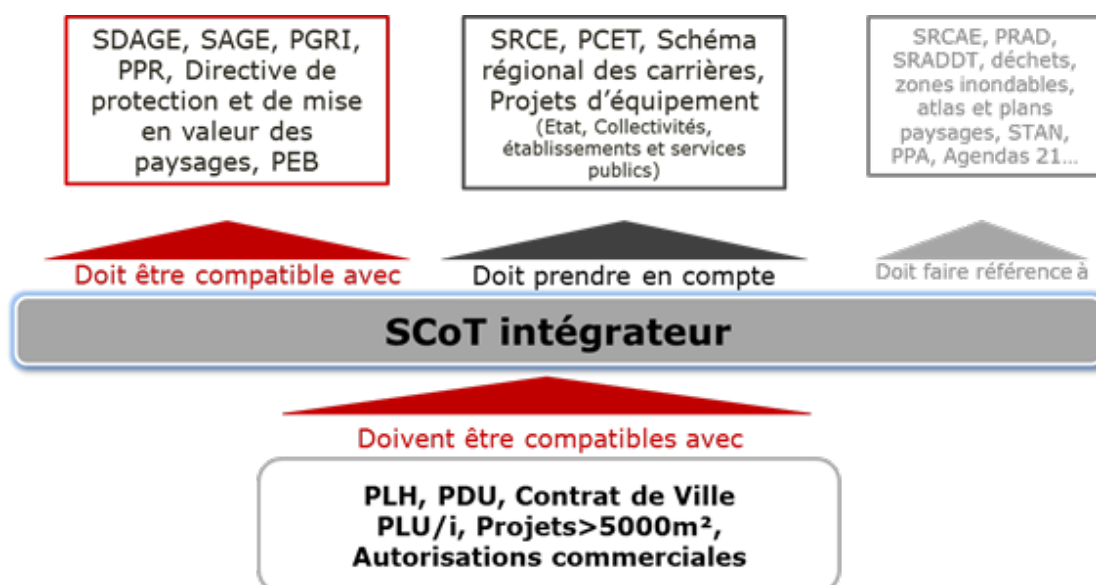 SDAGE, SAGE, PGRI,
PPR, Directive de
protection et de mise
en valeur des
paysages, PEB
SRCE, PCET, Schéma
régional des carrières,
Projets d'équipement
(Etat, Collectivités,
établissements et services
publics)
SRCAE, PRAD,
SRADDT, déchets,
zones inondables,
atlas et plans
paysages, STAN,
PPA, Agendas 21...
Doit être compatible avec
Doit prendre en compte
Doit faire référence à
SCoT intégrateur
Doivent être compatibles avec
PLH, PDU, Contrat de Ville
PLU/i, Projets>5000m²,
Autorisations commerciales